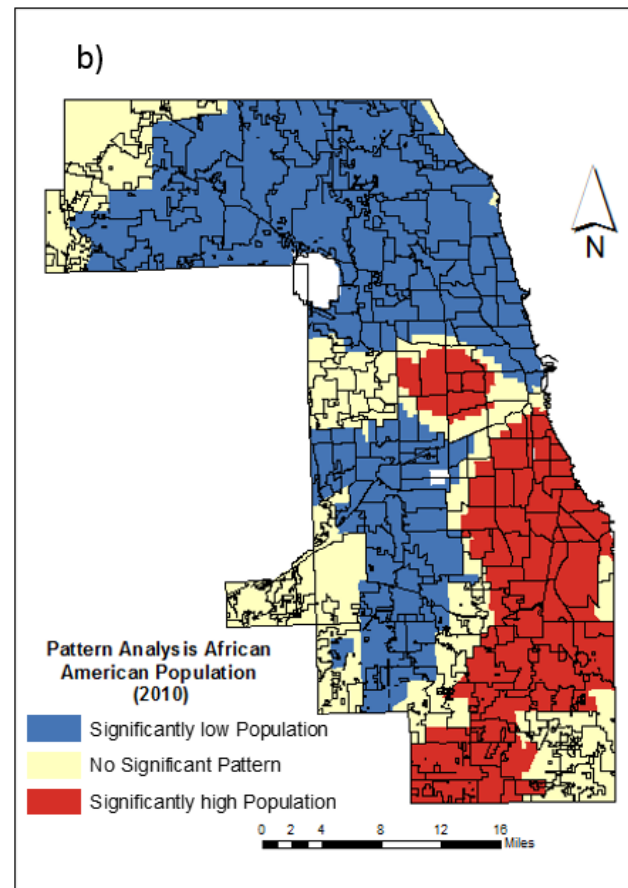 b)
N
Pattern Analysis African
American Population
(2010)
Significantly low Population
No Significant Pattern
Significantly high Population
0 2 4 8 12 16
Miles